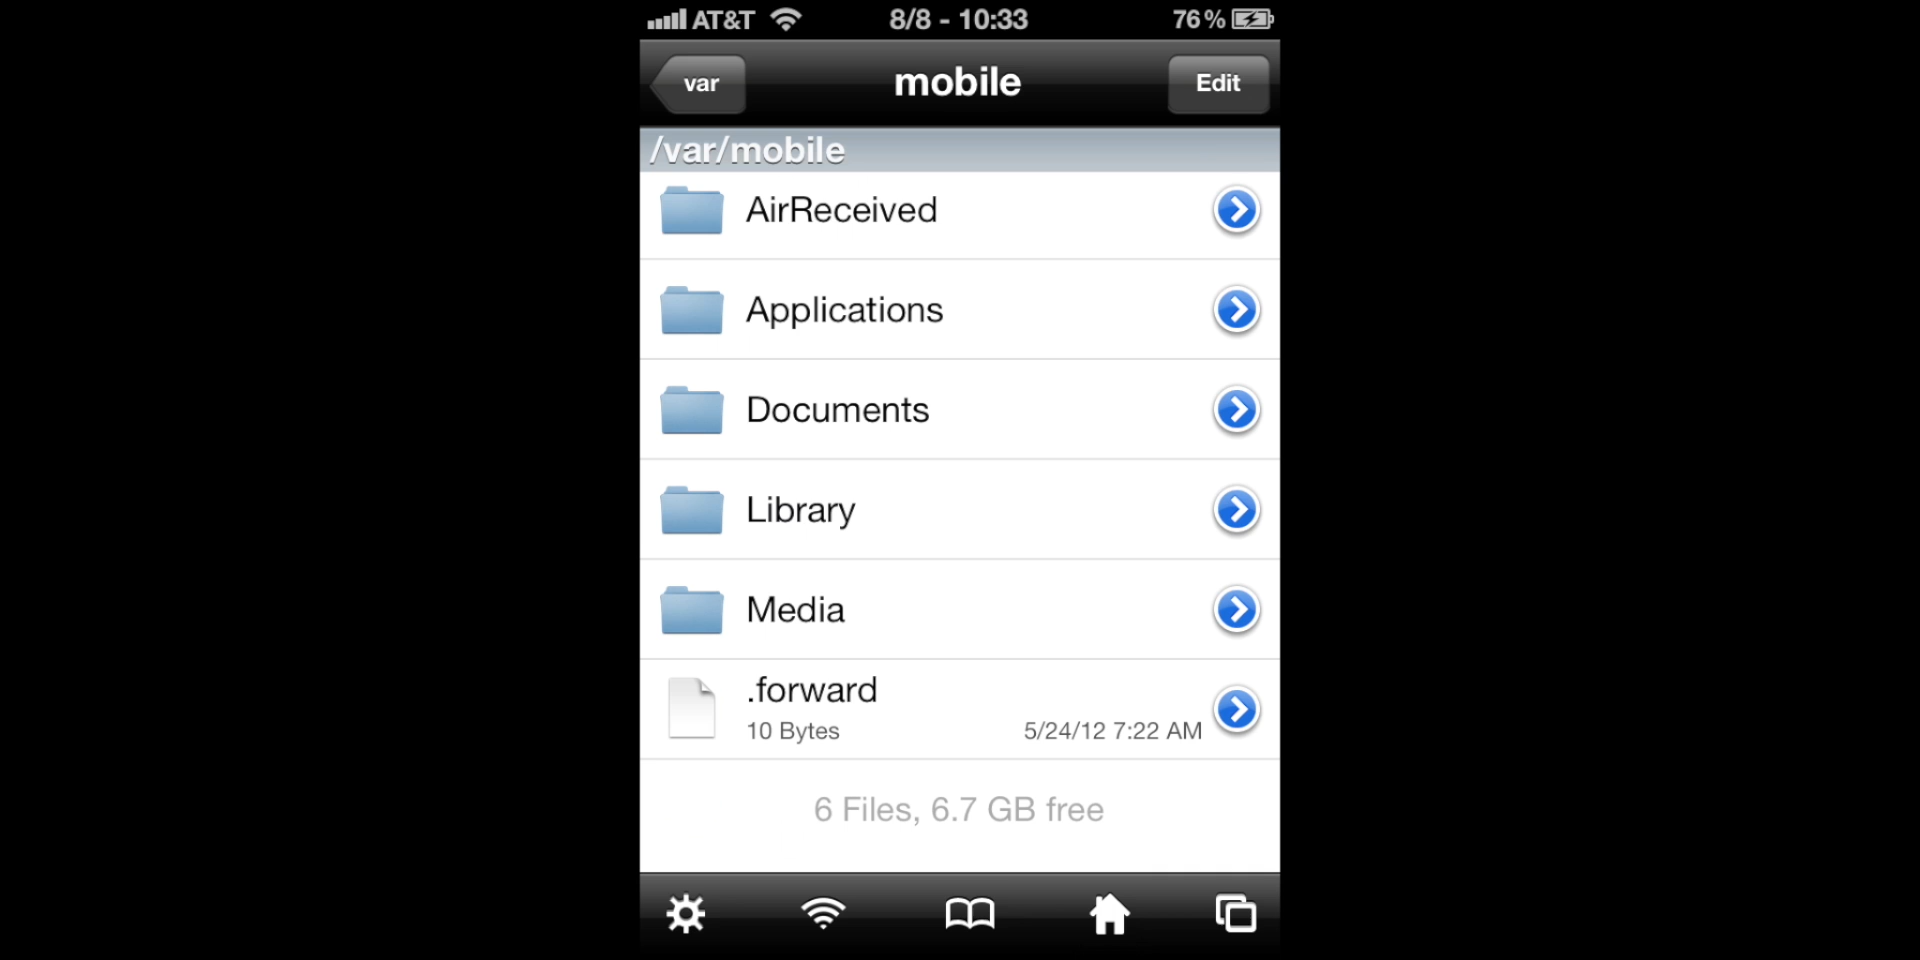 AT&T 8/8 - 10:33 76%
var mobile Edit
/var/mobile
AirReceived
Applications
Documents
Library
Media
.forward
10 Bytes 5/24/12 7:22 AM
6 Files, 6.7 GB free